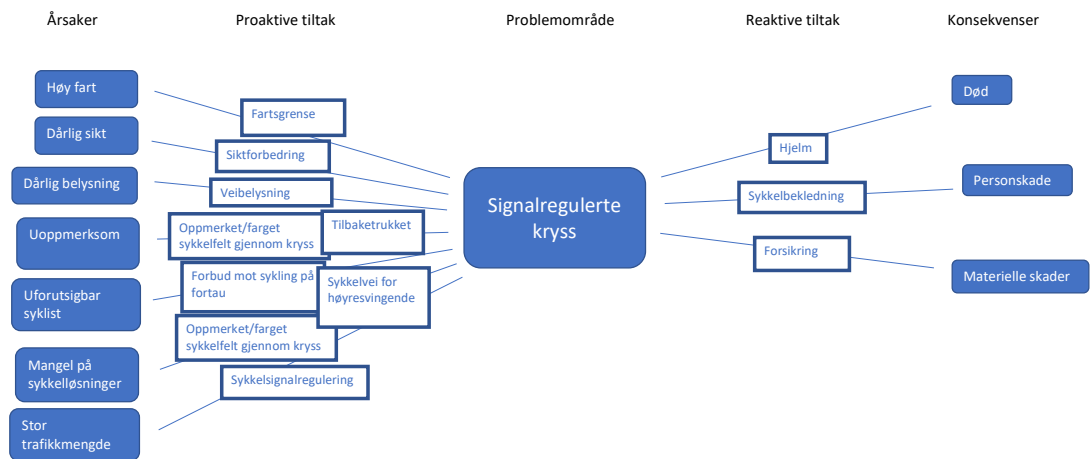 Årsaker
Proaktive tiltak
Problemområde
Reaktive tiltak
Konsekvenser
Høy fart
Dårlig sikt
Dårlig belysning
Uoppmerksom
Uforutsigbar
syklist
Mangel på
sykkelløsninger
Stor
trafikkmengde
Fartsgrense
Siktforbedring
Veibelysning
Oppmerket/farget
sykkelfelt gjennom kryss
Tilbaketrukket
Forbud mot sykling på
fortau
Sykkelvei for
høyresvingende
Oppmerket/farget
sykkelfelt gjennom kryss
Sykkelsignalregulering
Signalregulerte
kryss
Hjelm
Sykkelbekledning
Forsikring
Død
Personskade
Materielle skader